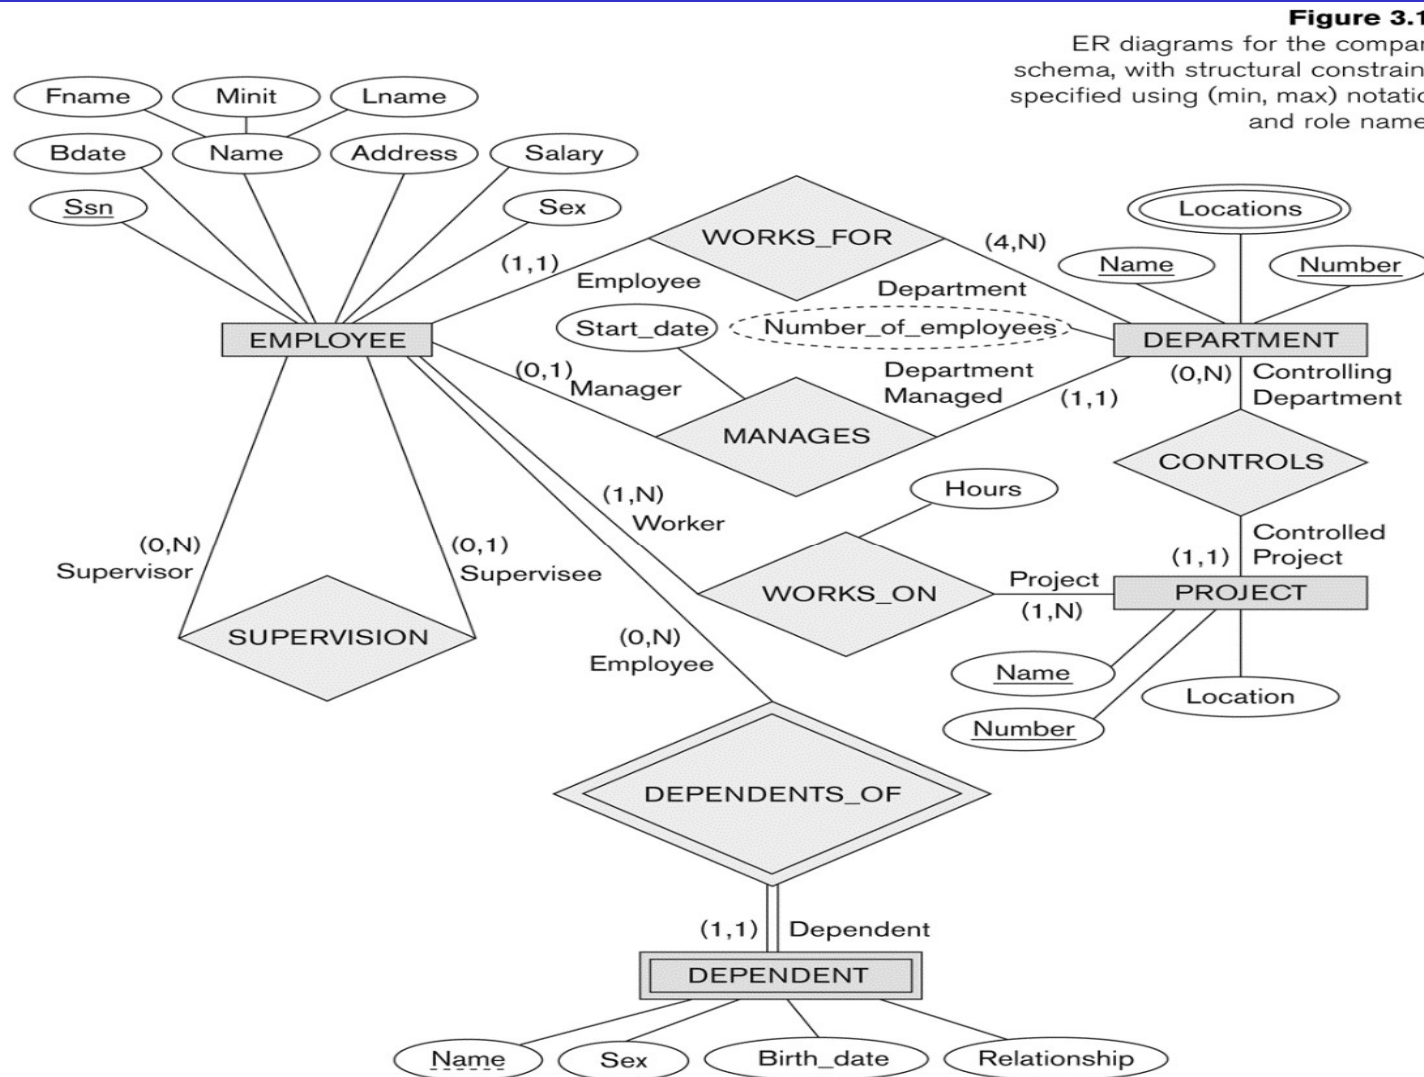 Figure 3.1
ER diagrams for the compa
schema, with structural constrain
specified using (min, max) notati
and role name
Fname Minit Lname
Bdate Name Address Salary
Ssn Sex
Locations
Name Number
WORKS_FOR
(1,1)
Employee
(4,N)
Department
Start_date
Number_of_employees
EMPLOYEE
DEPARTMENT
(0,1)
Manager
Department
Managed
(1,1)
MANAGES
(0,N)
Controlling
Department
CONTROLS
Controlled
Project
(1,1)
Hours
(1,N)
Worker
WORKS_ON
Project
(1,N)
PROJECT
Name
Number
Location
(0,N)
Supervisor
(0,1)
Supervisee
SUPERVISION
(0,N)
Employee
DEPENDENTS_OF
(1,1)
Dependent
DEPENDENT
Name Sex Birth_date Relationship